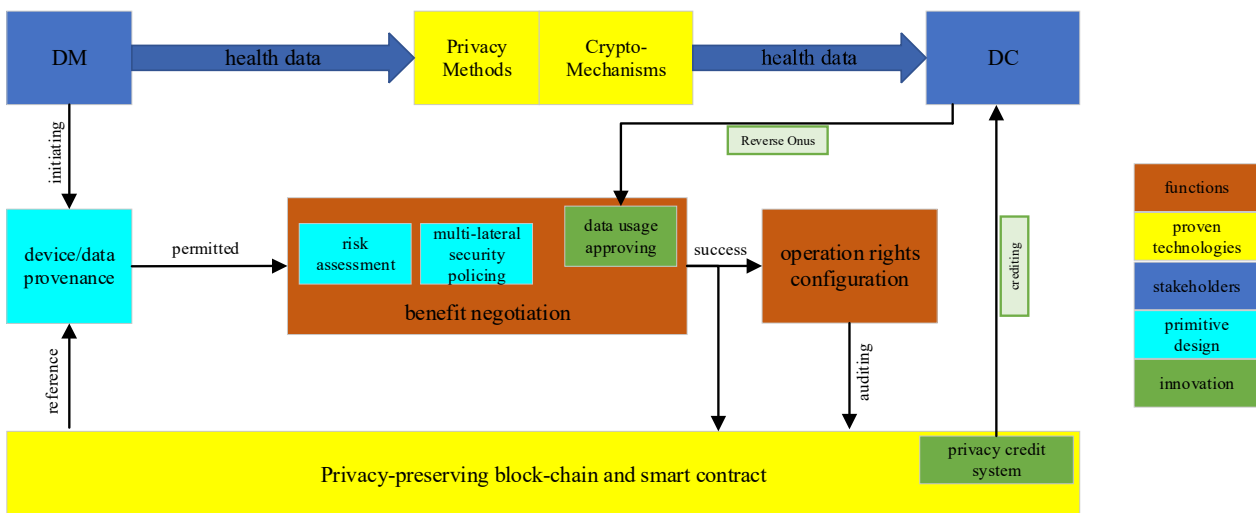 DM
health data
Privacy
Methods
Crypto-
Mechanisms
health data
DC
initiating
Reverse Onus
device/data
provenance
permitted
risk
assessment
multi-lateral
security
policing
data usage
approving
benefit negotiation
success
operation rights
configuration
crediting
reference
auditing
Privacy-preserving block-chain and smart contract
privacy credit
system
functions
proven
technologies
stakeholders
primitive
design
innovation